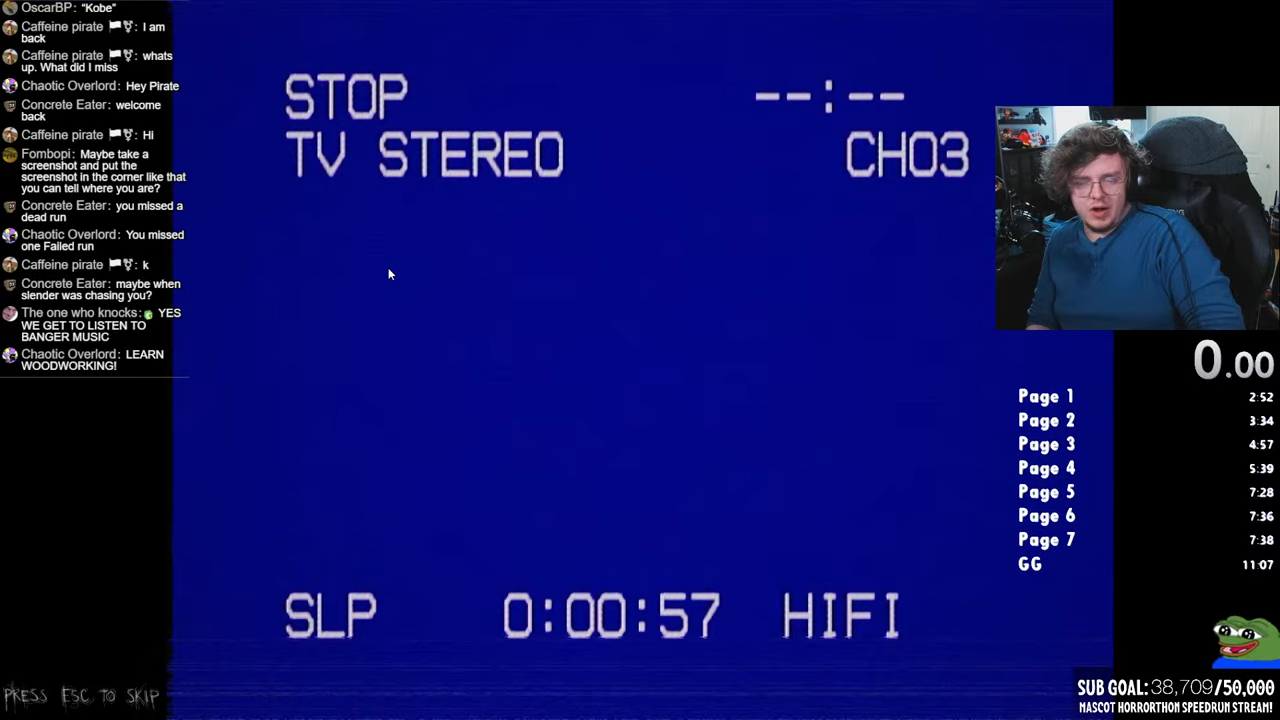 OscarBP: "Kobe"
Caffeine pirate: I am
back
Caffeine pirate: whats
up. What did I miss
Chaotic Overlord: Hey Pirate
Concrete Eater: welcome
back
Caffeine pirate: Hi
Fombopi: Maybe take a
screenshot and put the
screenshot in the corner like that
you can tell where you are?
Concrete Eater: you missed a
dead run
Chaotic Overlord: You missed
one Failed run
Caffeine pirate: k
Concrete Eater: maybe when
slender was chasing you?
The one who knocks: YES
WE GET TO LISTEN TO
BANGER MUSIC
Chaotic Overlord: LEARN
WOODWORKING!
STOP --:--
TV STEREO CH03
SLP 0:00:57 HIFI
PRESS ESC TO SKIP
0.00
Page 1 2:52
Page 2 3:34
Page 3 4:57
Page 4 5:39
Page 5 7:28
Page 6 7:36
Page 7 7:38
GG 11:07
SUB GOAL: 38,709/50,000
MASCOT HORRORTHON SPEEDRUN STREAM!